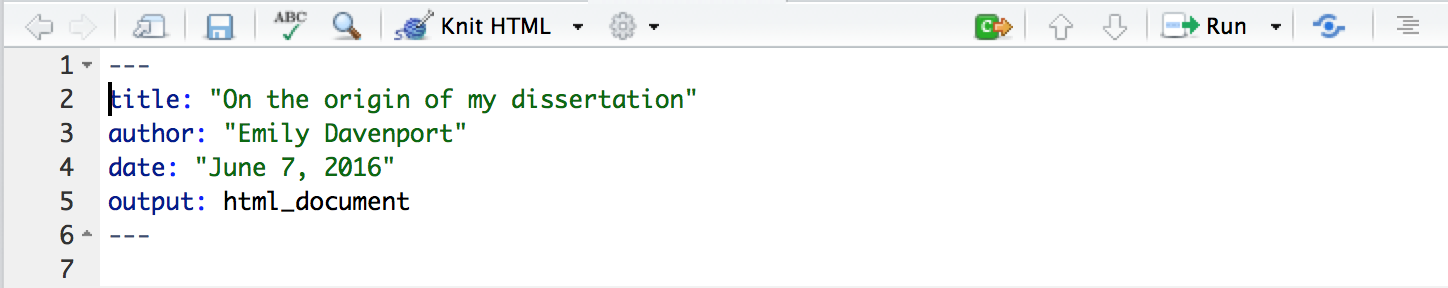 ABC Knit HTML C Run
1 ---
2 title: "On the origin of my dissertation"
3 author: "Emily Davenport"
4 date: "June 7, 2016"
5 output: html_document
6 ---
7